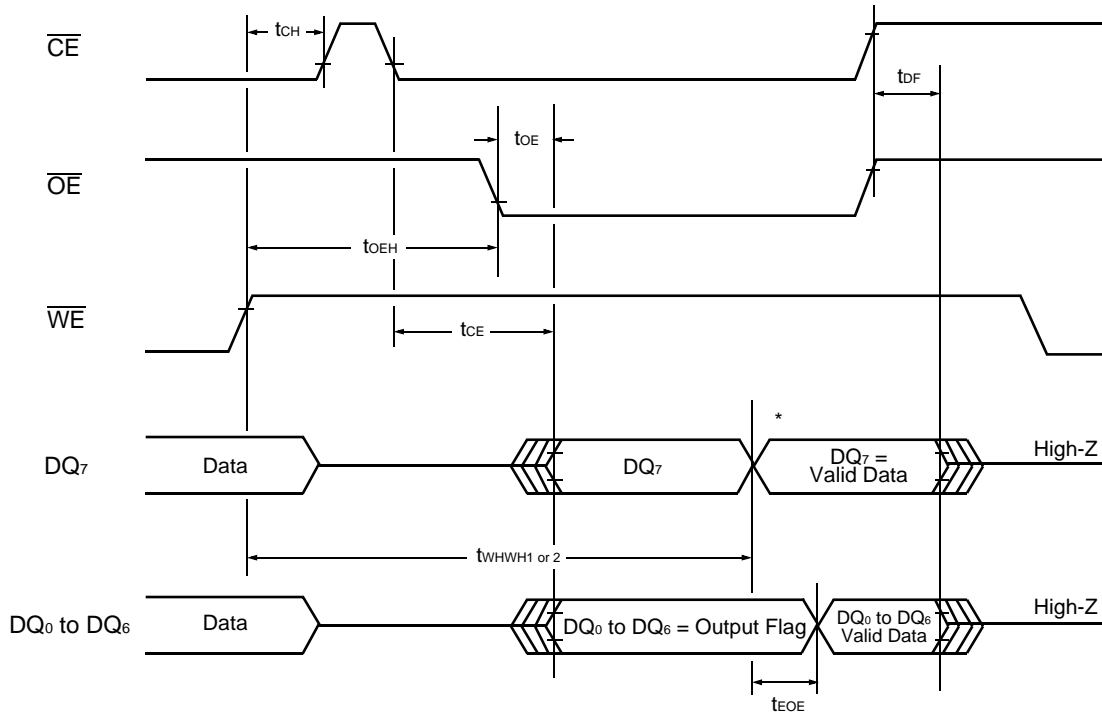 tCH
CE
tDF
tOE
OE
tOEH
WE
tCE
*
DQ7
Data
DQ7
DQ7 =
Valid Data
High-Z
tWHWH1 or 2
DQ0 to DQ6
Data
DQ0 to DQ6 = Output Flag
DQ0 to DQ6
Valid Data
High-Z
tEOE